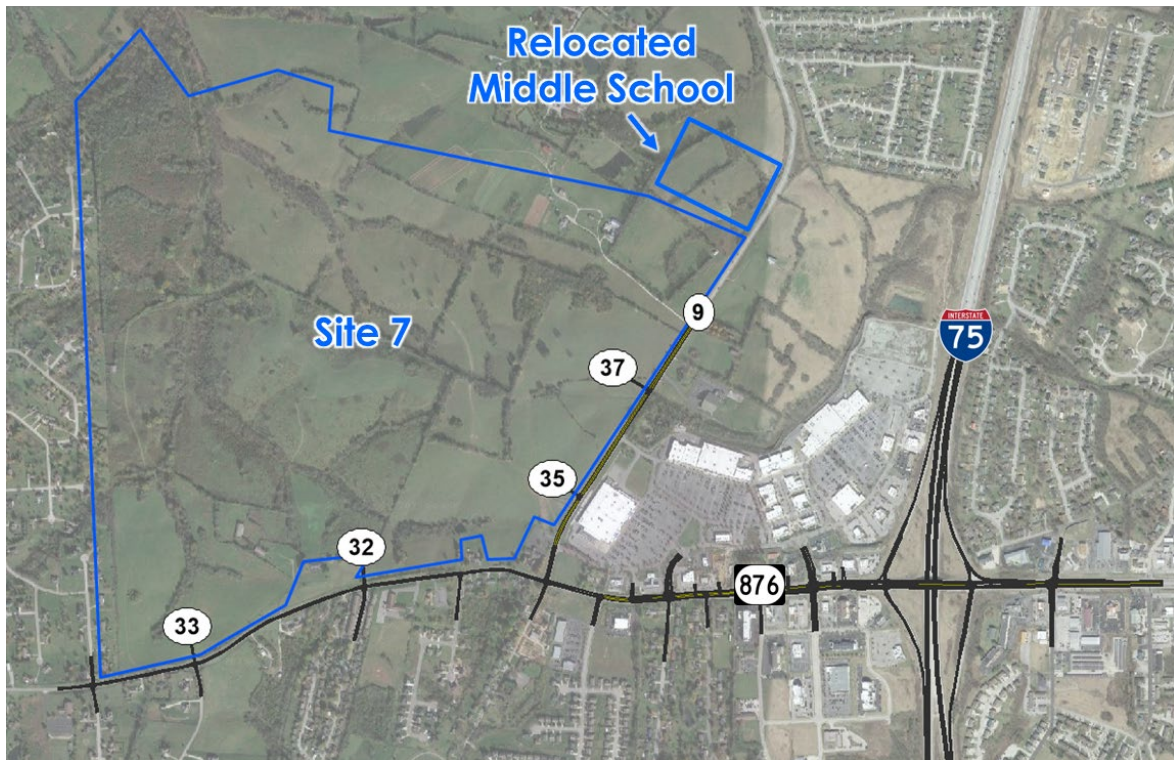 Relocated
Middle School
Site 7
9
INTERSTATE
75
37
35
32
876
33